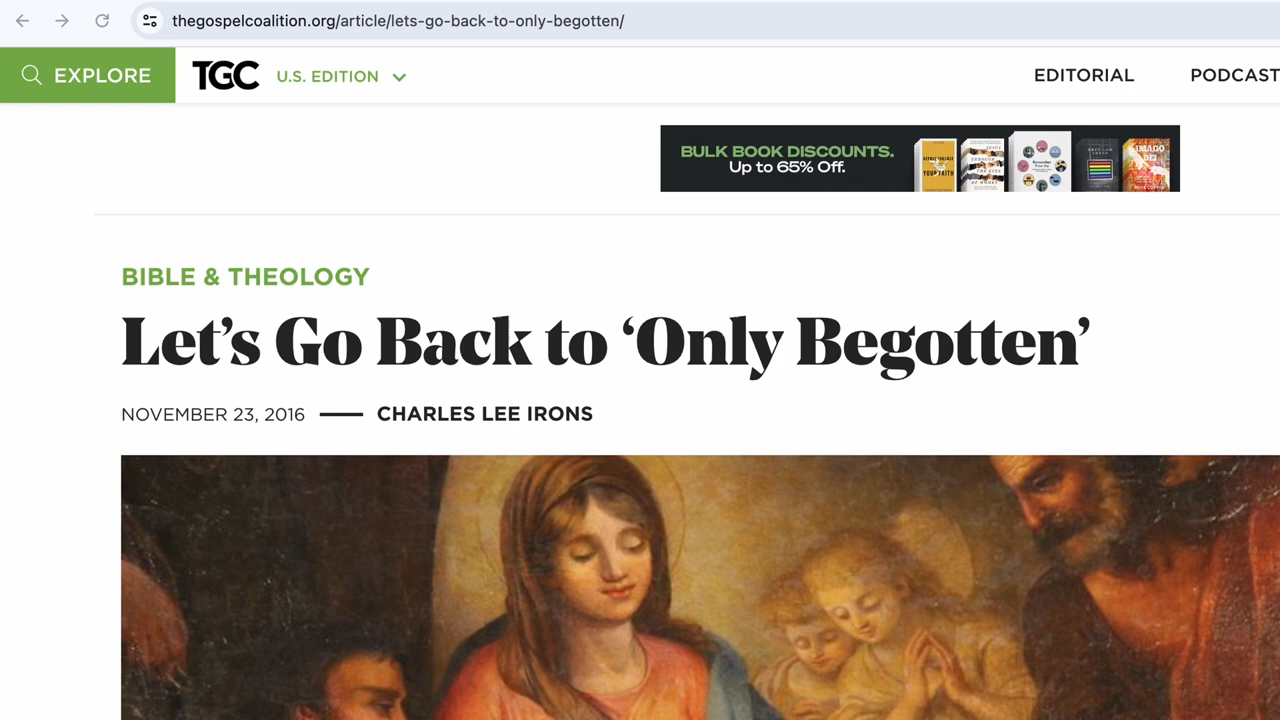 thegospelcoalition.org/article/lets-go-back-to-only-begotten/
EXPLORE
TGC
U.S. EDITION
EDITORIAL
PODCAST
BULK BOOK DISCOUNTS.
Up to 65% Off.
BIBLE & THEOLOGY
Let’s Go Back to ‘Only Begotten’
NOVEMBER 23, 2016
CHARLES LEE IRONS